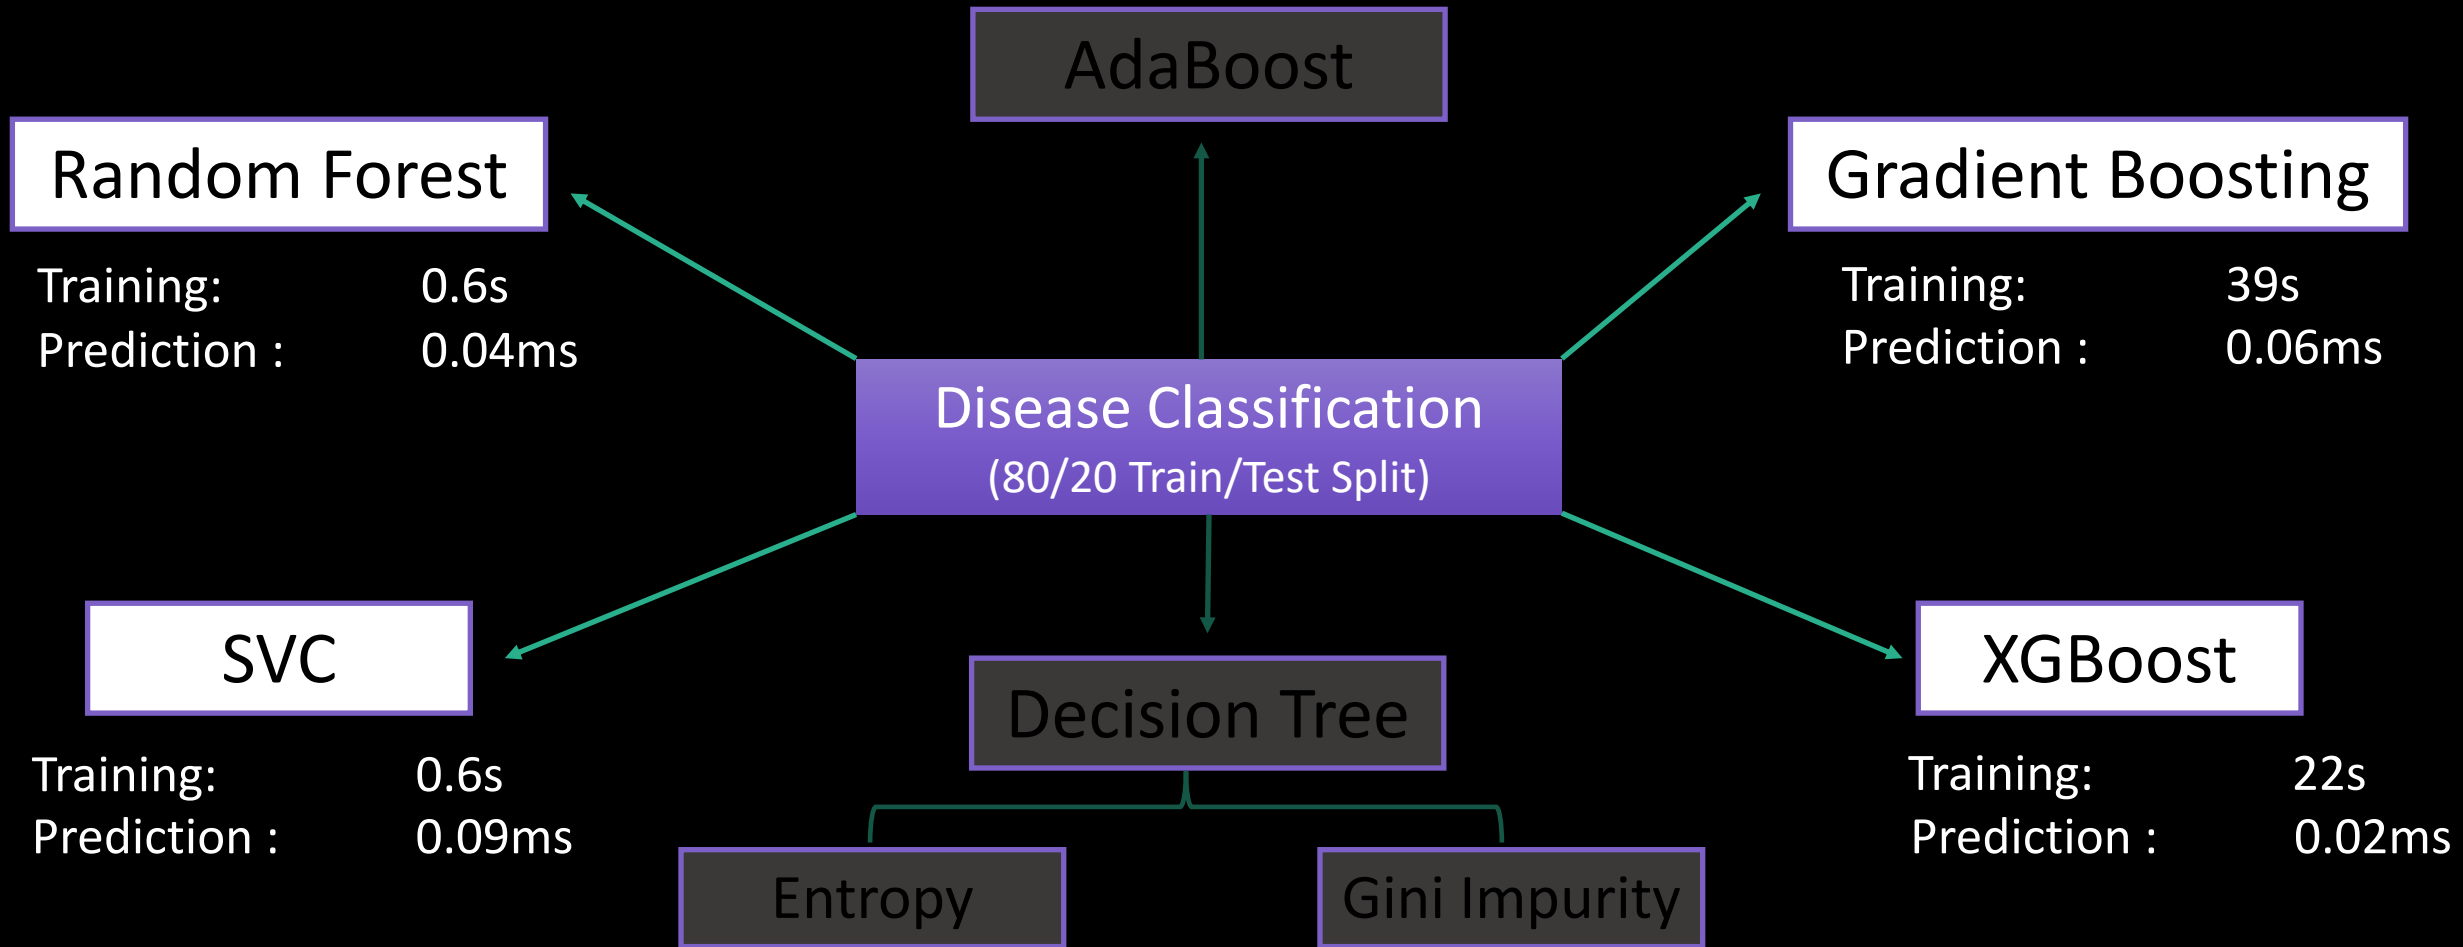 AdaBoost
Random Forest
Training: 0.6s
Prediction : 0.04ms
Gradient Boosting
Training: 39s
Prediction : 0.06ms
Disease Classification
(80/20 Train/Test Split)
SVC
Training: 0.6s
Prediction : 0.09ms
Decision Tree
Entropy
Gini Impurity
XGBoost
Training: 22s
Prediction : 0.02ms